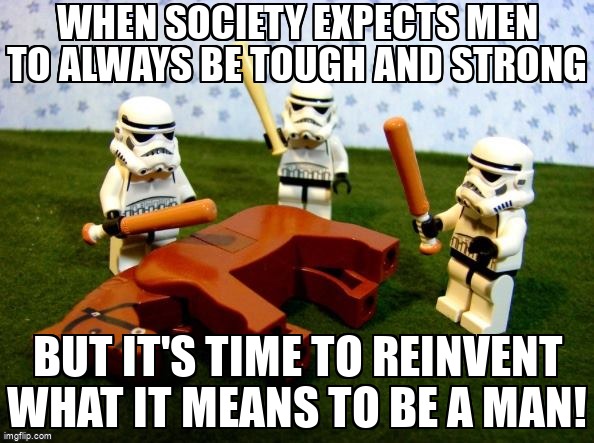 WHEN SOCIETY EXPECTS MEN
TO ALWAYS BE TOUGH AND STRONG
BUT IT'S TIME TO REINVENT
WHAT IT MEANS TO BE A MAN!
imgflip.com